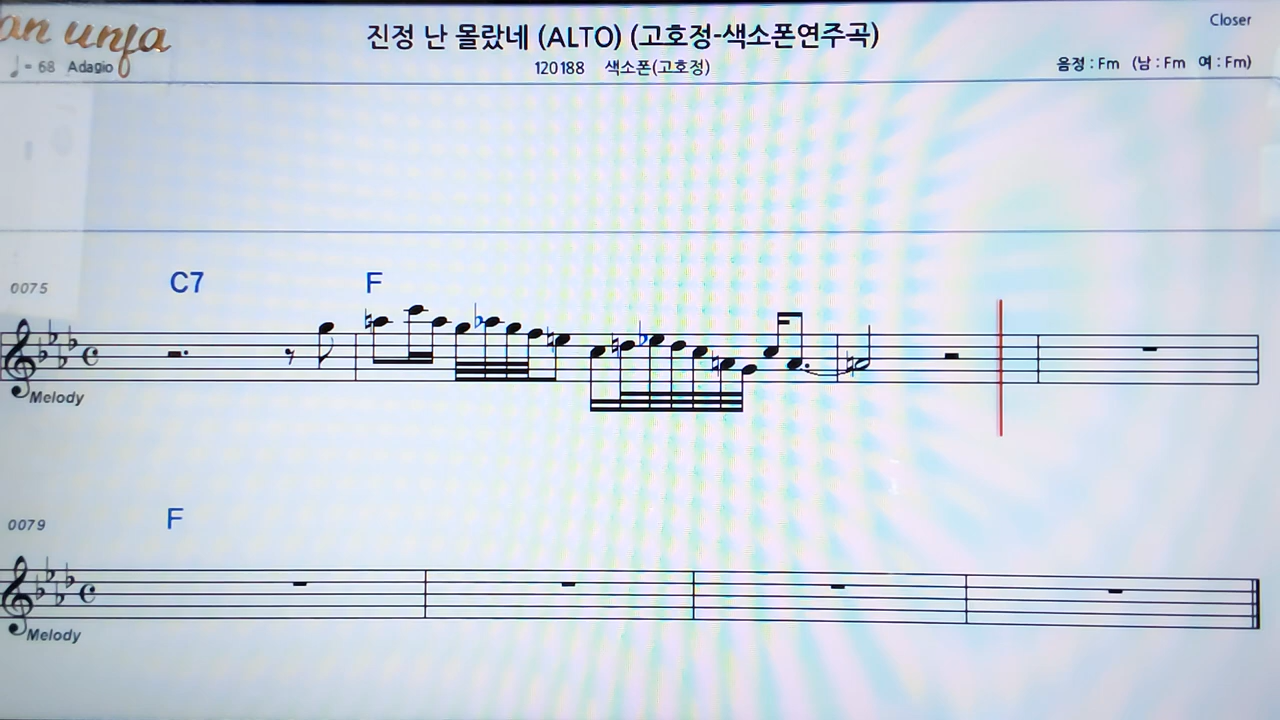 진정 난 몰랐네 (ALTO) (고호정-색소폰연주곡)
Closer
♩= 68 Adagio
120188 색소폰(고호정)
음정 : Fm (남 : Fm 여 : Fm)
C7 F
0075
Melody
F
0079
Melody